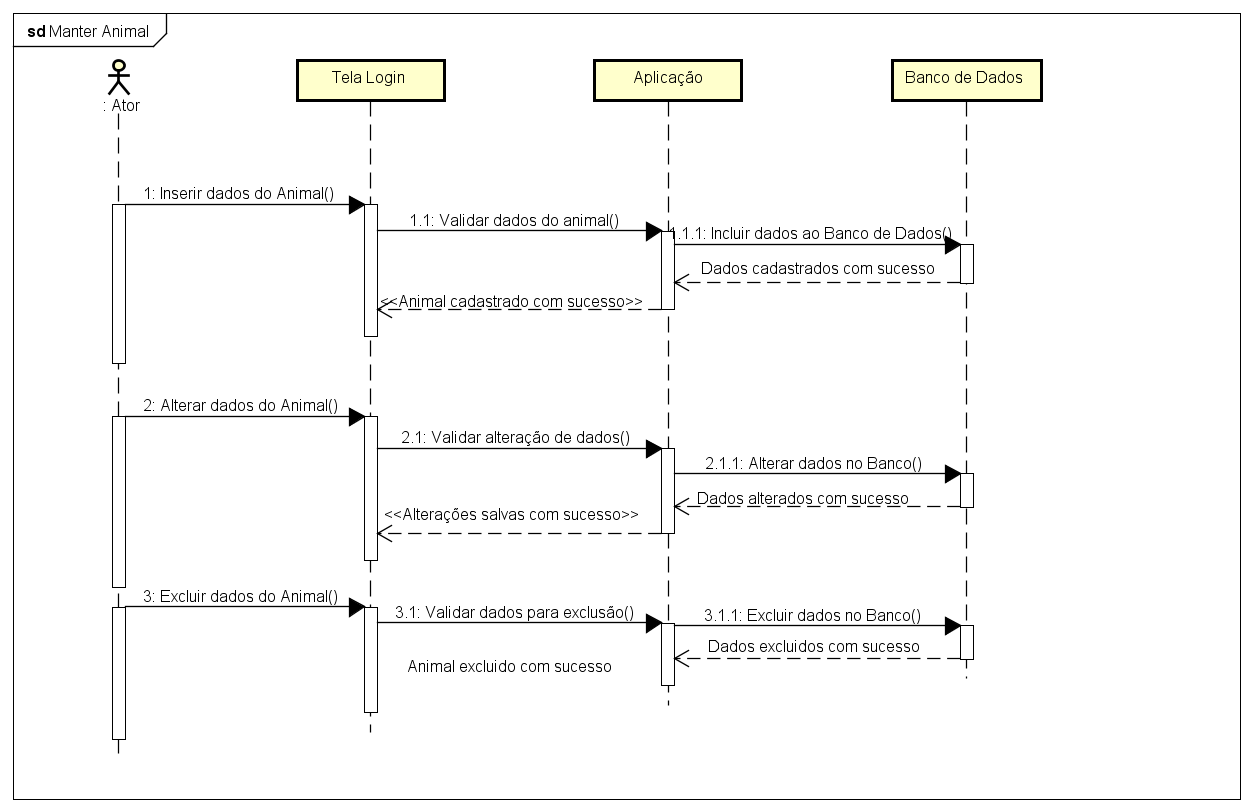 sd Manter Animal
: Ator
Tela Login
Aplicação
Banco de Dados
1: Inserir dados do Animal()
1.1: Validar dados do animal()
1.1.1: Incluir dados ao Banco de Dados()
Dados cadastrados com sucesso
<<Animal cadastrado com sucesso>>
2: Alterar dados do Animal()
2.1: Validar alteração de dados()
2.1.1: Alterar dados no Banco()
Dados alterados com sucesso
<<Alterações salvas com sucesso>>
3: Excluir dados do Animal()
3.1: Validar dados para exclusão()
3.1.1: Excluir dados no Banco()
Dados excluidos com sucesso
Animal excluido com sucesso